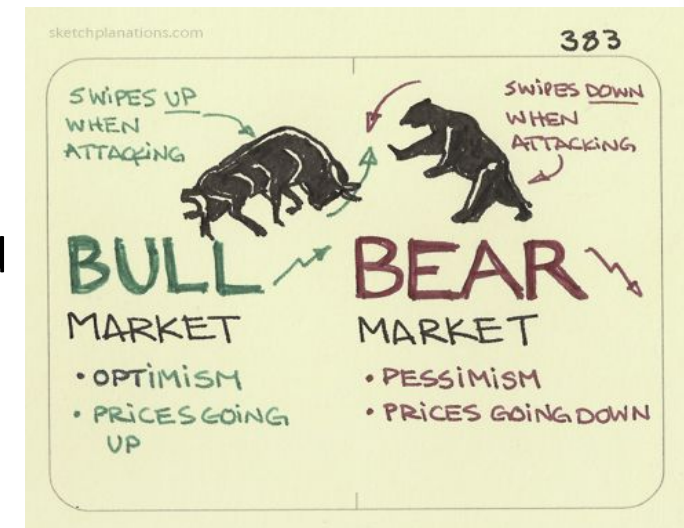 sketchplanations.com
383
SWIPES UP
WHEN
ATTACKING
SWIPES DOWN
WHEN
ATTACKING
BULL
MARKET
• OPTIMISM
• PRICES GOING
UP
BEAR
MARKET
• PESSIMISM
• PRICES GOING DOWN